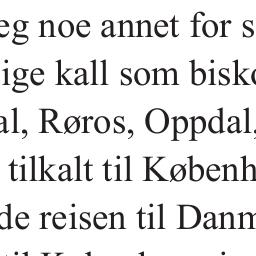 eg noe annet for s
ige kall som bisko
al, Røros, Oppdal,
tilkalt til Københ
de reisen til Danm